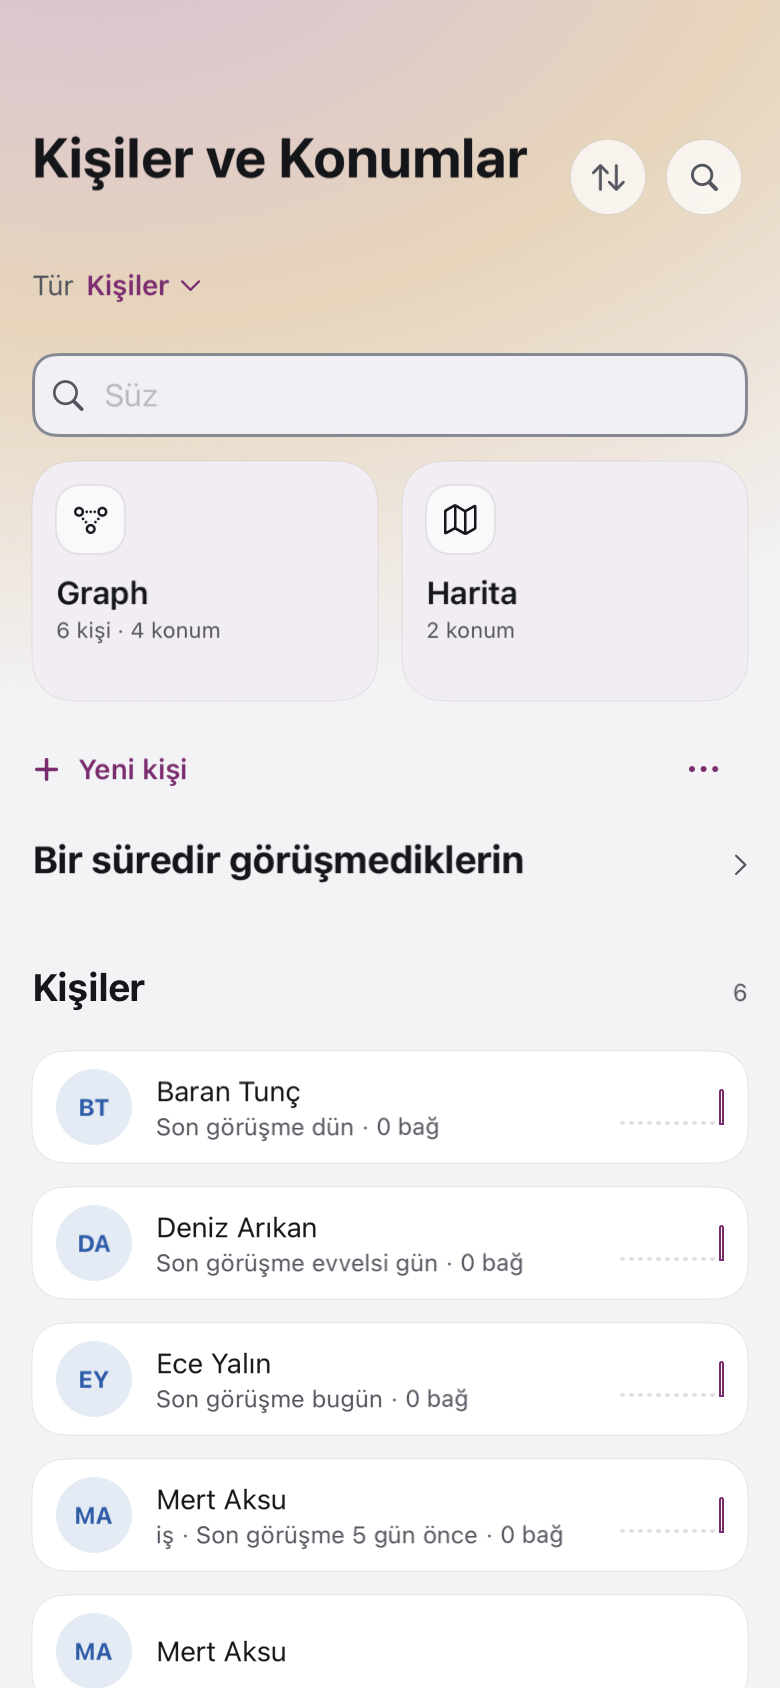 Kişiler ve Konumlar
Tür Kişiler
Süz
Graph
6 kişi · 4 konum
Harita
2 konum
Yeni kişi
Bir süredir görüşmediklerin
Kişiler
6
BT
Baran Tunç
Son görüşme dün · 0 bağ
DA
Deniz Arıkan
Son görüşme evvelsi gün · 0 bağ
EY
Ece Yalın
Son görüşme bugün · 0 bağ
MA
Mert Aksu
iş · Son görüşme 5 gün önce · 0 bağ
MA
Mert Aksu